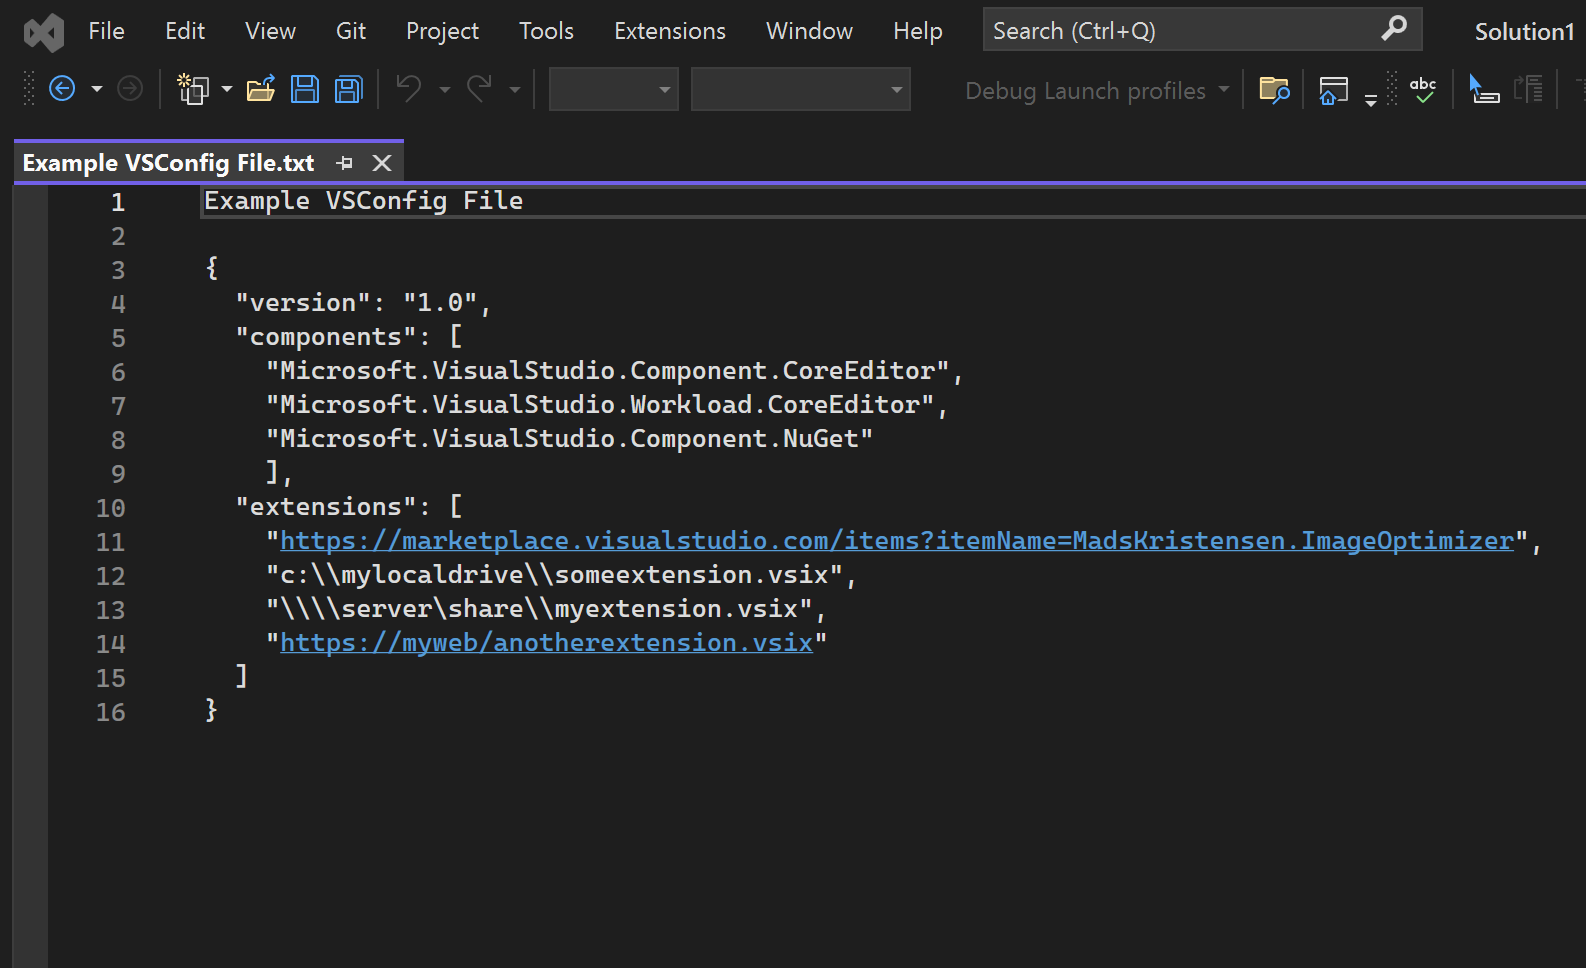 File Edit View Git Project Tools Extensions Window Help Search (Ctrl+Q) Solution1
Debug Launch profiles abc
Example VSConfig File.txt
1 Example VSConfig File
2
3 {
4 "version": "1.0",
5 "components": [
6 "Microsoft.VisualStudio.Component.CoreEditor",
7 "Microsoft.VisualStudio.Workload.CoreEditor",
8 "Microsoft.VisualStudio.Component.NuGet"
9 ],
10 "extensions": [
11 "https://marketplace.visualstudio.com/items?itemName=MadsKristensen.ImageOptimizer",
12 "c:\\mylocaldrive\\someextension.vsix",
13 "\\\\server\share\\myextension.vsix",
14 "https://myweb/anotherextension.vsix"
15 ]
16 }